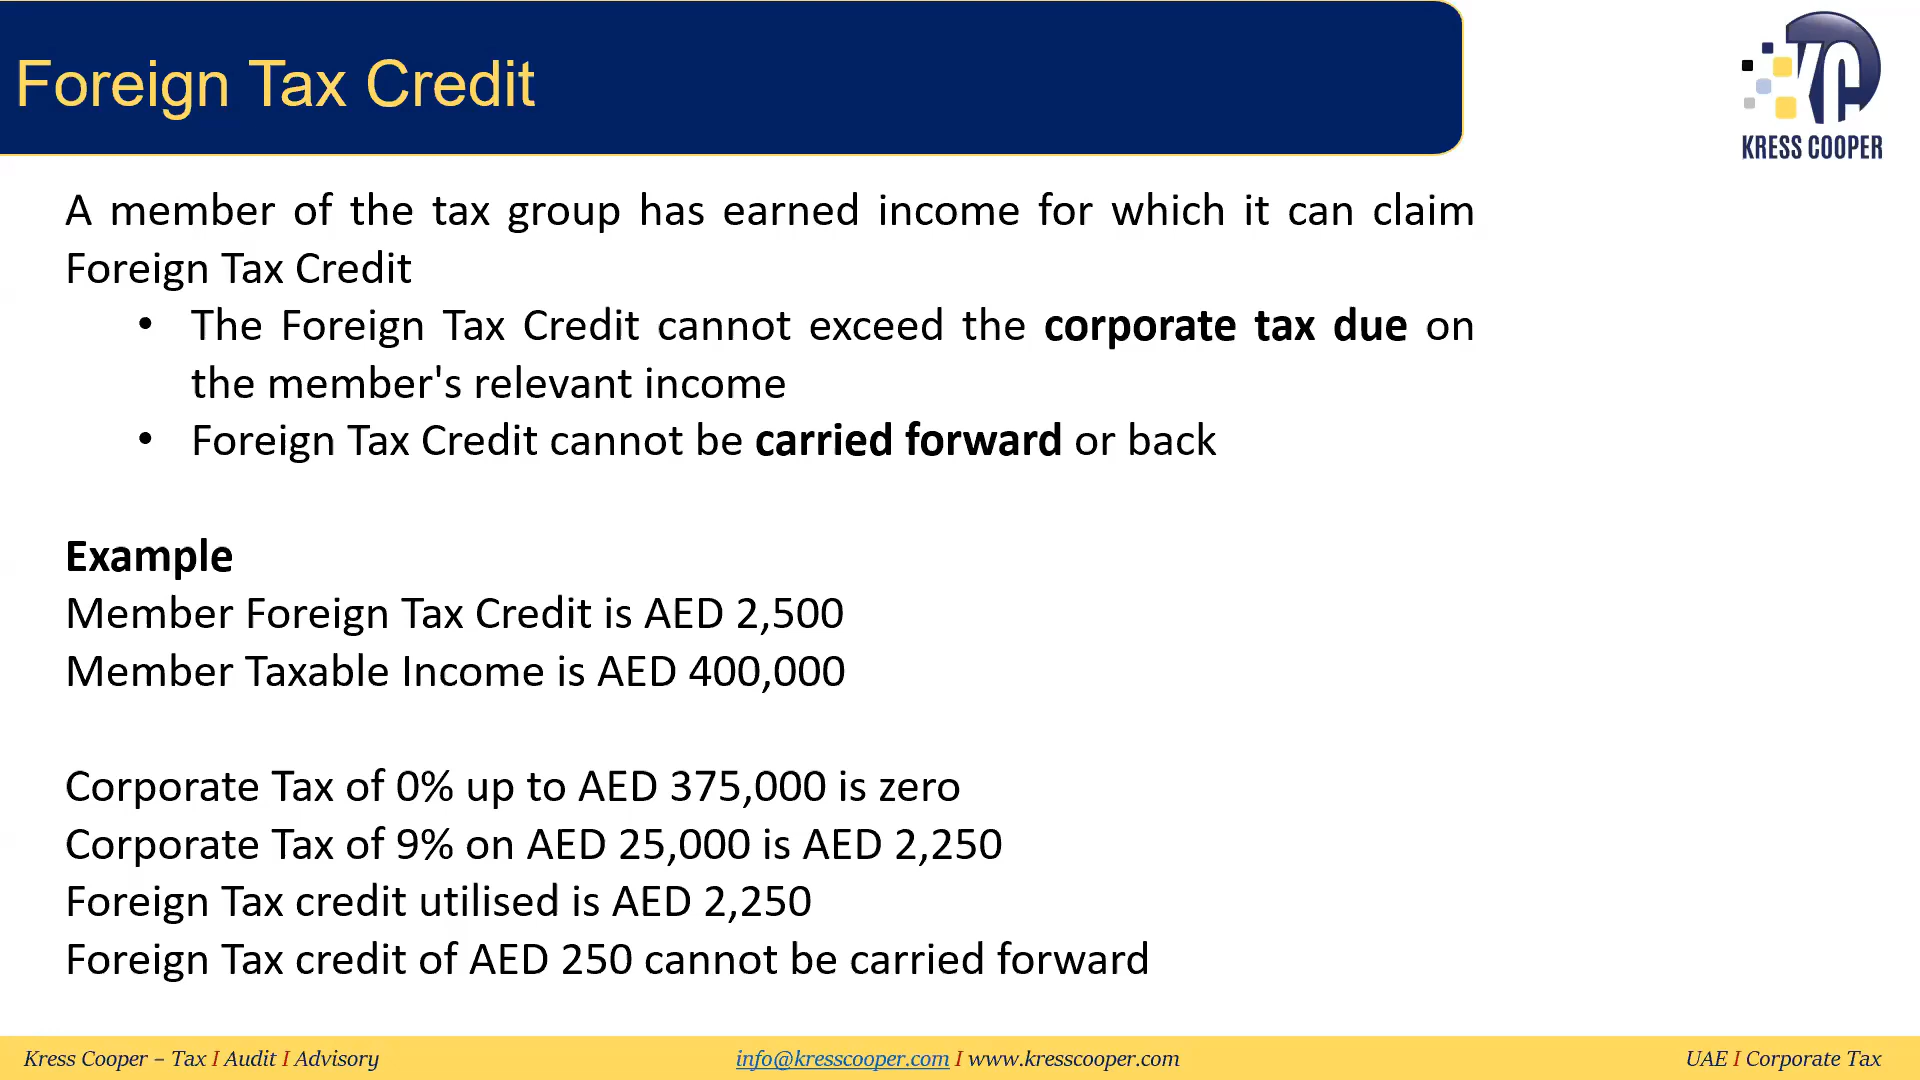 Foreign Tax Credit
KRESS COOPER
A member of the tax group has earned income for which it can claim
Foreign Tax Credit
• The Foreign Tax Credit cannot exceed the corporate tax due on
the member's relevant income
• Foreign Tax Credit cannot be carried forward or back
Example
Member Foreign Tax Credit is AED 2,500
Member Taxable Income is AED 400,000
Corporate Tax of 0% up to AED 375,000 is zero
Corporate Tax of 9% on AED 25,000 is AED 2,250
Foreign Tax credit utilised is AED 2,250
Foreign Tax credit of AED 250 cannot be carried forward
Kress Cooper – Tax I Audit I Advisory
info@kresscooper.com I www.kresscooper.com
UAE I Corporate Tax